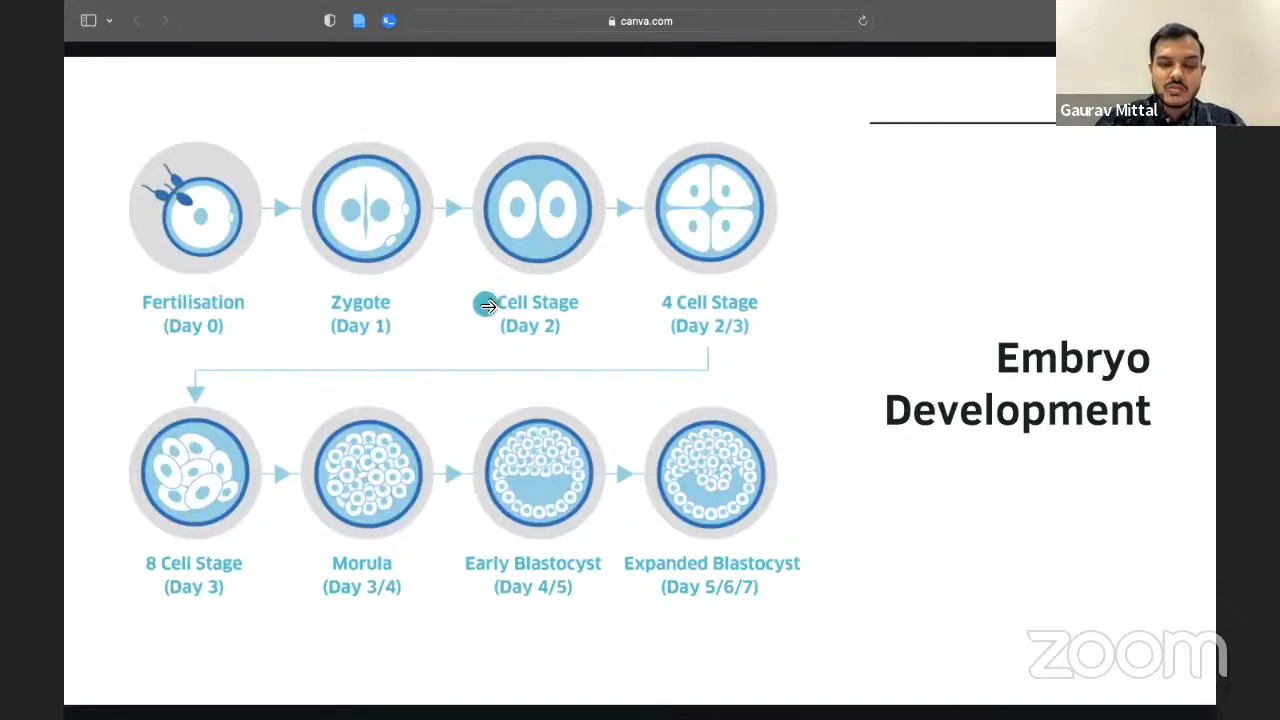 canva.com
Gaurav Mittal
Fertilisation
(Day 0)
Zygote
(Day 1)
Cell Stage
(Day 2)
4 Cell Stage
(Day 2/3)
Embryo
Development
8 Cell Stage
(Day 3)
Morula
(Day 3/4)
Early Blastocyst
(Day 4/5)
Expanded Blastocyst
(Day 5/6/7)
zoom